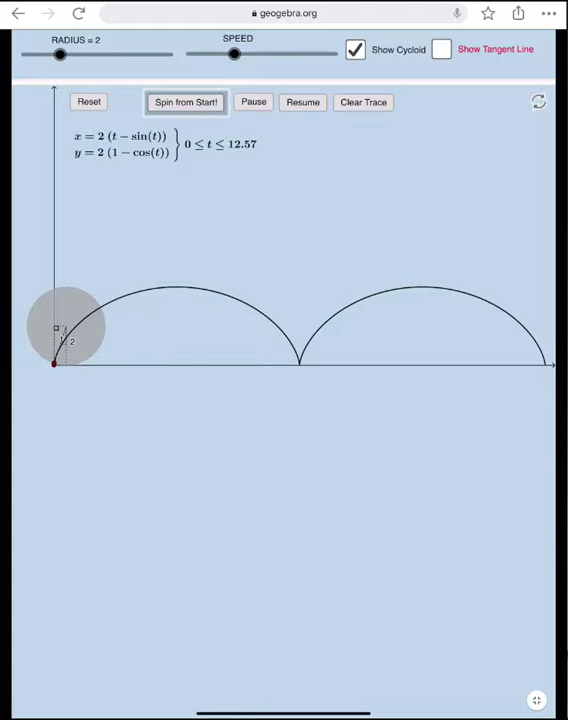 geogebra.org
RADIUS = 2
SPEED
Show Cycloid
Show Tangent Line
Reset
Spin from Start!
Pause
Resume
Clear Trace
x = 2 (t − sin(t))
y = 2 (1 − cos(t))
0 ≤ t ≤ 12.57
2